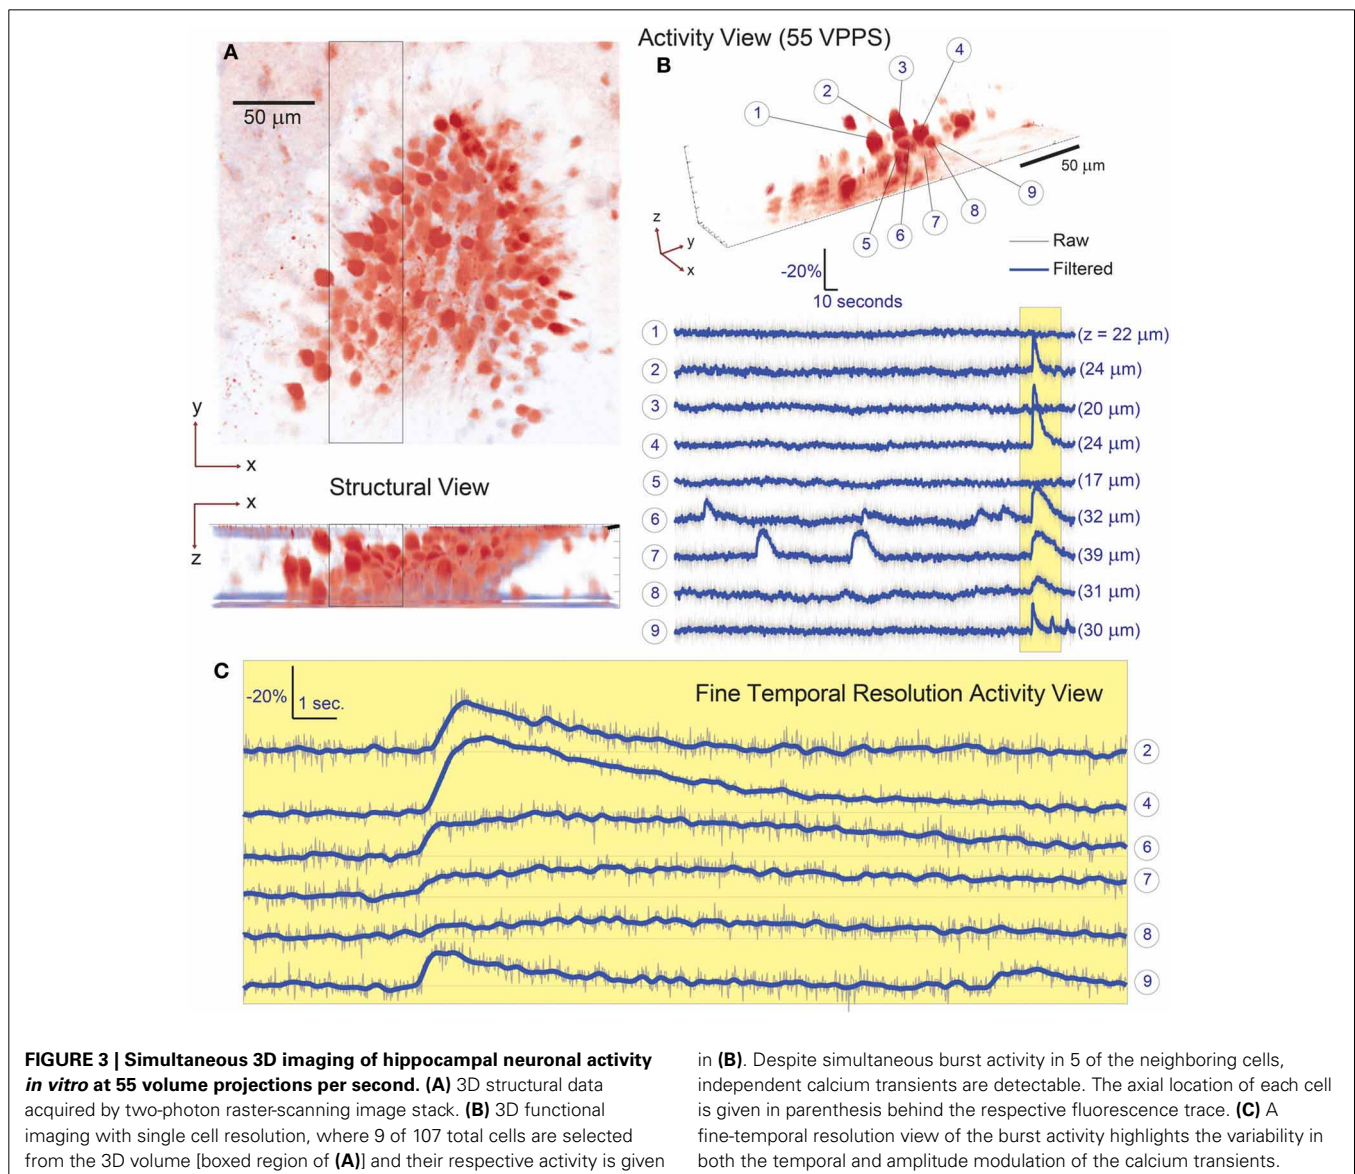 A
50 μm
y
x
Structural View
x
z
Activity View (55 VPPS)
B
1
2
3
4
5
6
7
8
9
50 μm
z
y
x
-20%
10 seconds
Raw
Filtered
1 (z = 22 μm)
2 (24 μm)
3 (20 μm)
4 (24 μm)
5 (17 μm)
6 (32 μm)
7 (39 μm)
8 (31 μm)
9 (30 μm)
C
-20%
1 sec.
Fine Temporal Resolution Activity View
2
4
6
7
8
9
FIGURE 3 | Simultaneous 3D imaging of hippocampal neuronal activity
in vitro at 55 volume projections per second. (A) 3D structural data
acquired by two-photon raster-scanning image stack. (B) 3D functional
imaging with single cell resolution, where 9 of 107 total cells are selected
from the 3D volume [boxed region of (A)] and their respective activity is given
in (B). Despite simultaneous burst activity in 5 of the neighboring cells,
independent calcium transients are detectable. The axial location of each cell
is given in parenthesis behind the respective fluorescence trace. (C) A
fine-temporal resolution view of the burst activity highlights the variability in
both the temporal and amplitude modulation of the calcium transients.